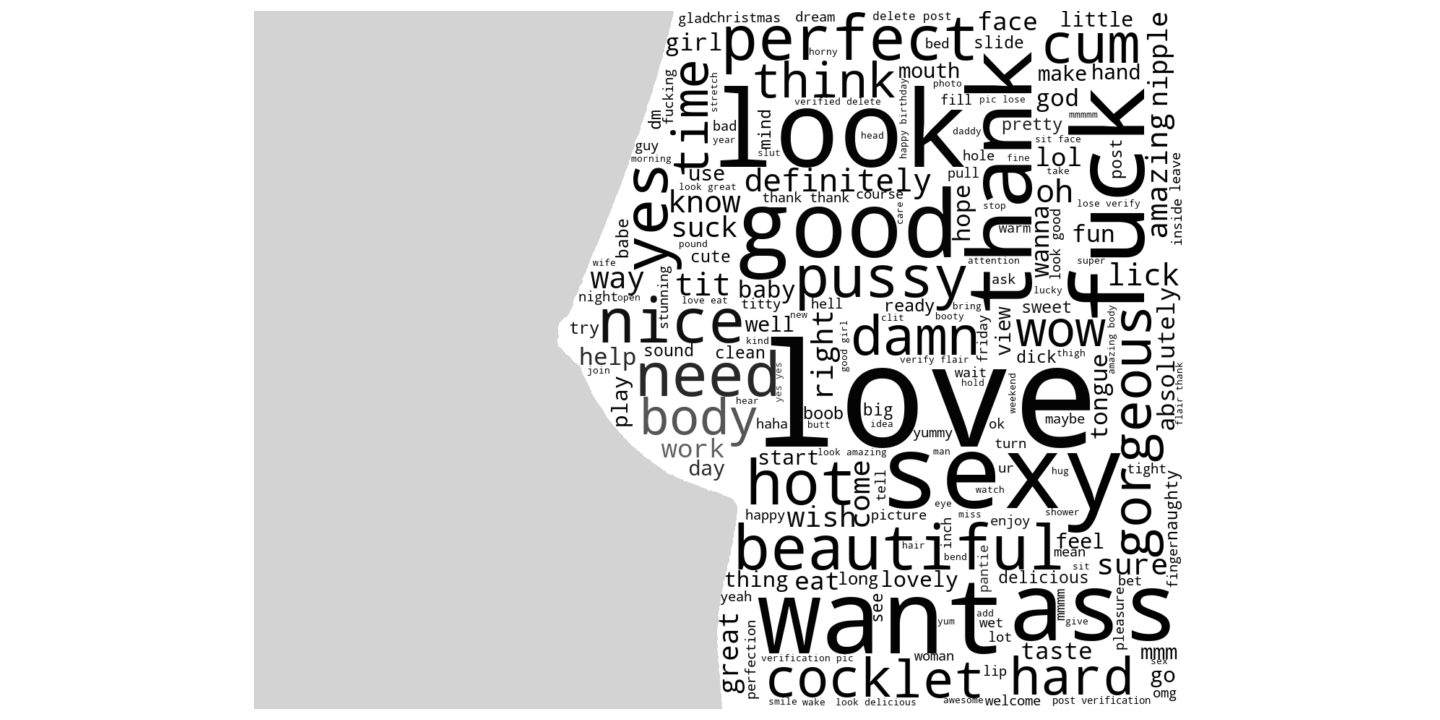 glad christmas dream delete post face little
girl perfect horny bed slide cum nipple
think mouth photo make hand
fucking time stretch verified delete happy birthday fill pic lose god thank fuck
dm bad year mind look head daddy pretty mmmmm
guy morning slut hole fine sit face lol post amazing
yes use look great definitely pull take oh inside leave
know thank thank course care hope stop lose verify
babe suck pound good warm wanna look good fun
wife cute attention super
way stunning tit baby pussy ask lucky lick
night open love eat titty hell ready bring sweet
try nice well new right clit booty friday view wow absolutely
help join sound clean kind good girl damn verify flair dick thigh amazing body gorgeous
play need yes yes love wait hold weekend tongue flair thank
body hear haha boob butt big idea yummy ok maybe
work start look amazing man turn
day hot come tell sexy ur hug tight
watch eye
happy wish picture miss enjoy shower naughty
beautiful hair inch bend pantie feel mean
thing eat long lovely delicious sit sure bet finger
yeah want see add wet mmmm give pleasure ass
great perfection yum lot taste mmm
verification pic woman sex
cocklet lip hard go
smile wake look delicious awesome welcome post verification omg